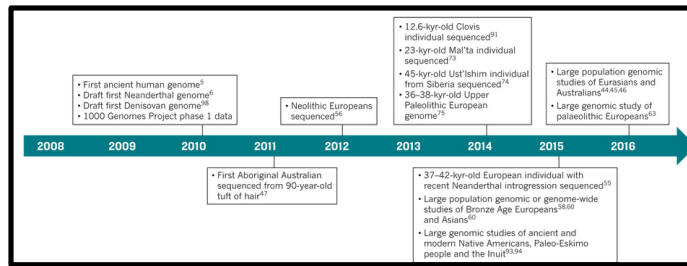 • 12.6-kyr-old Clovis
individual sequenced91
• 23-kyr-old Mal'ta individual
sequenced73
• 45-kyr-old Ust'Ishim individual
from Siberia sequenced74
• 36–38-kyr-old Upper
Paleolithic European
genome75
• First ancient human genome5
• Draft first Neanderthal genome6
• Draft first Denisovan genome98
• 1000 Genomes Project phase 1 data
• Neolithic Europeans
sequenced56
• Large population genomic
studies of Eurasians and
Australians44,45,46
• Large genomic study of
palaeolithic Europeans63
2008 2009 2010 2011 2012 2013 2014 2015 2016
• First Aboriginal Australian
sequenced from 90-year-old
tuft of hair47
• 37–42-kyr-old European individual with
recent Neanderthal introgression sequenced55
• Large population genomic or genome-wide
studies of Bronze Age Europeans58,60
and Asians60
• Large genomic studies of ancient and
modern Native Americans, Paleo-Eskimo
people and the Inuit93,94